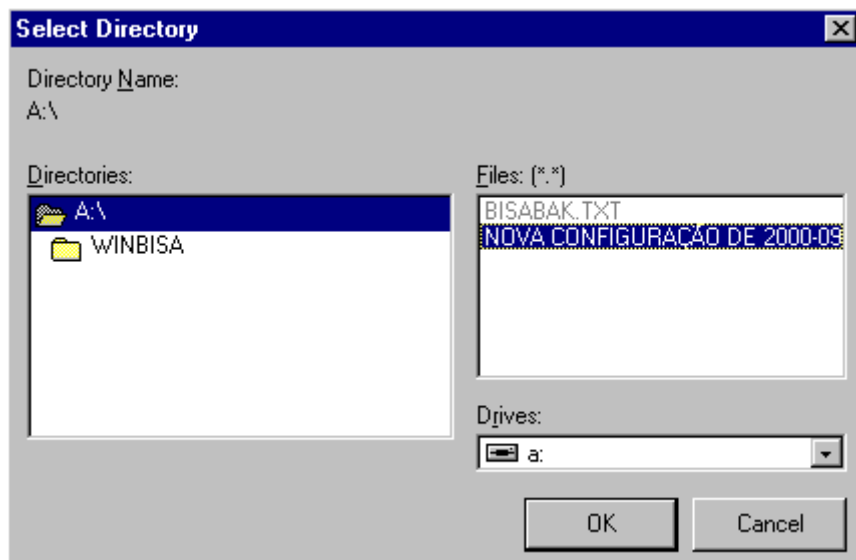 Select Directory
Directory Name:
A:\
Directories:
A:\
WINBISA
Files: (*.*)
BISABAK.TXT
NOVA CONFIGURAÇÃO DE 2000-09
Drives:
a:
OK
Cancel